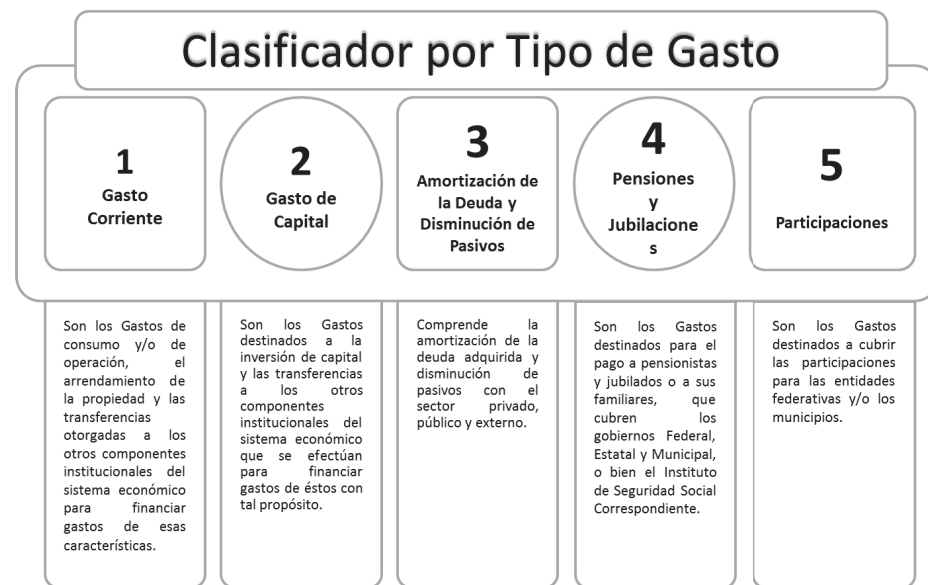 Clasificador por Tipo de Gasto
1
Gasto
Corriente
2
Gasto de
Capital
3
Amortización de
la Deuda y
Disminución de
Pasivos
4
Pensiones
y
Jubilacione
s
5
Participaciones
Son los Gastos de
consumo y/o de
operación, el
arrendamiento de
la propiedad y las
transferencias
otorgadas a los
otros componentes
institucionales del
sistema económico
para financiar
gastos de esas
características.
Son los Gastos
destinados a la
inversión de capital
y las transferencias
a los otros
componentes
institucionales del
sistema económico
que se efectúan
para financiar
gastos de éstos con
tal propósito.
Comprende la
amortización de la
deuda adquirida y
disminución de
pasivos con el
sector privado,
público y externo.
Son los Gastos
destinados para el
pago a pensionistas
y jubilados o a sus
familiares, que
cubren los
gobiernos Federal,
Estatal y Municipal,
o bien el Instituto
de Seguridad Social
Correspondiente.
Son los Gastos
destinados a cubrir
las participaciones
para las entidades
federativas y/o los
municipios.